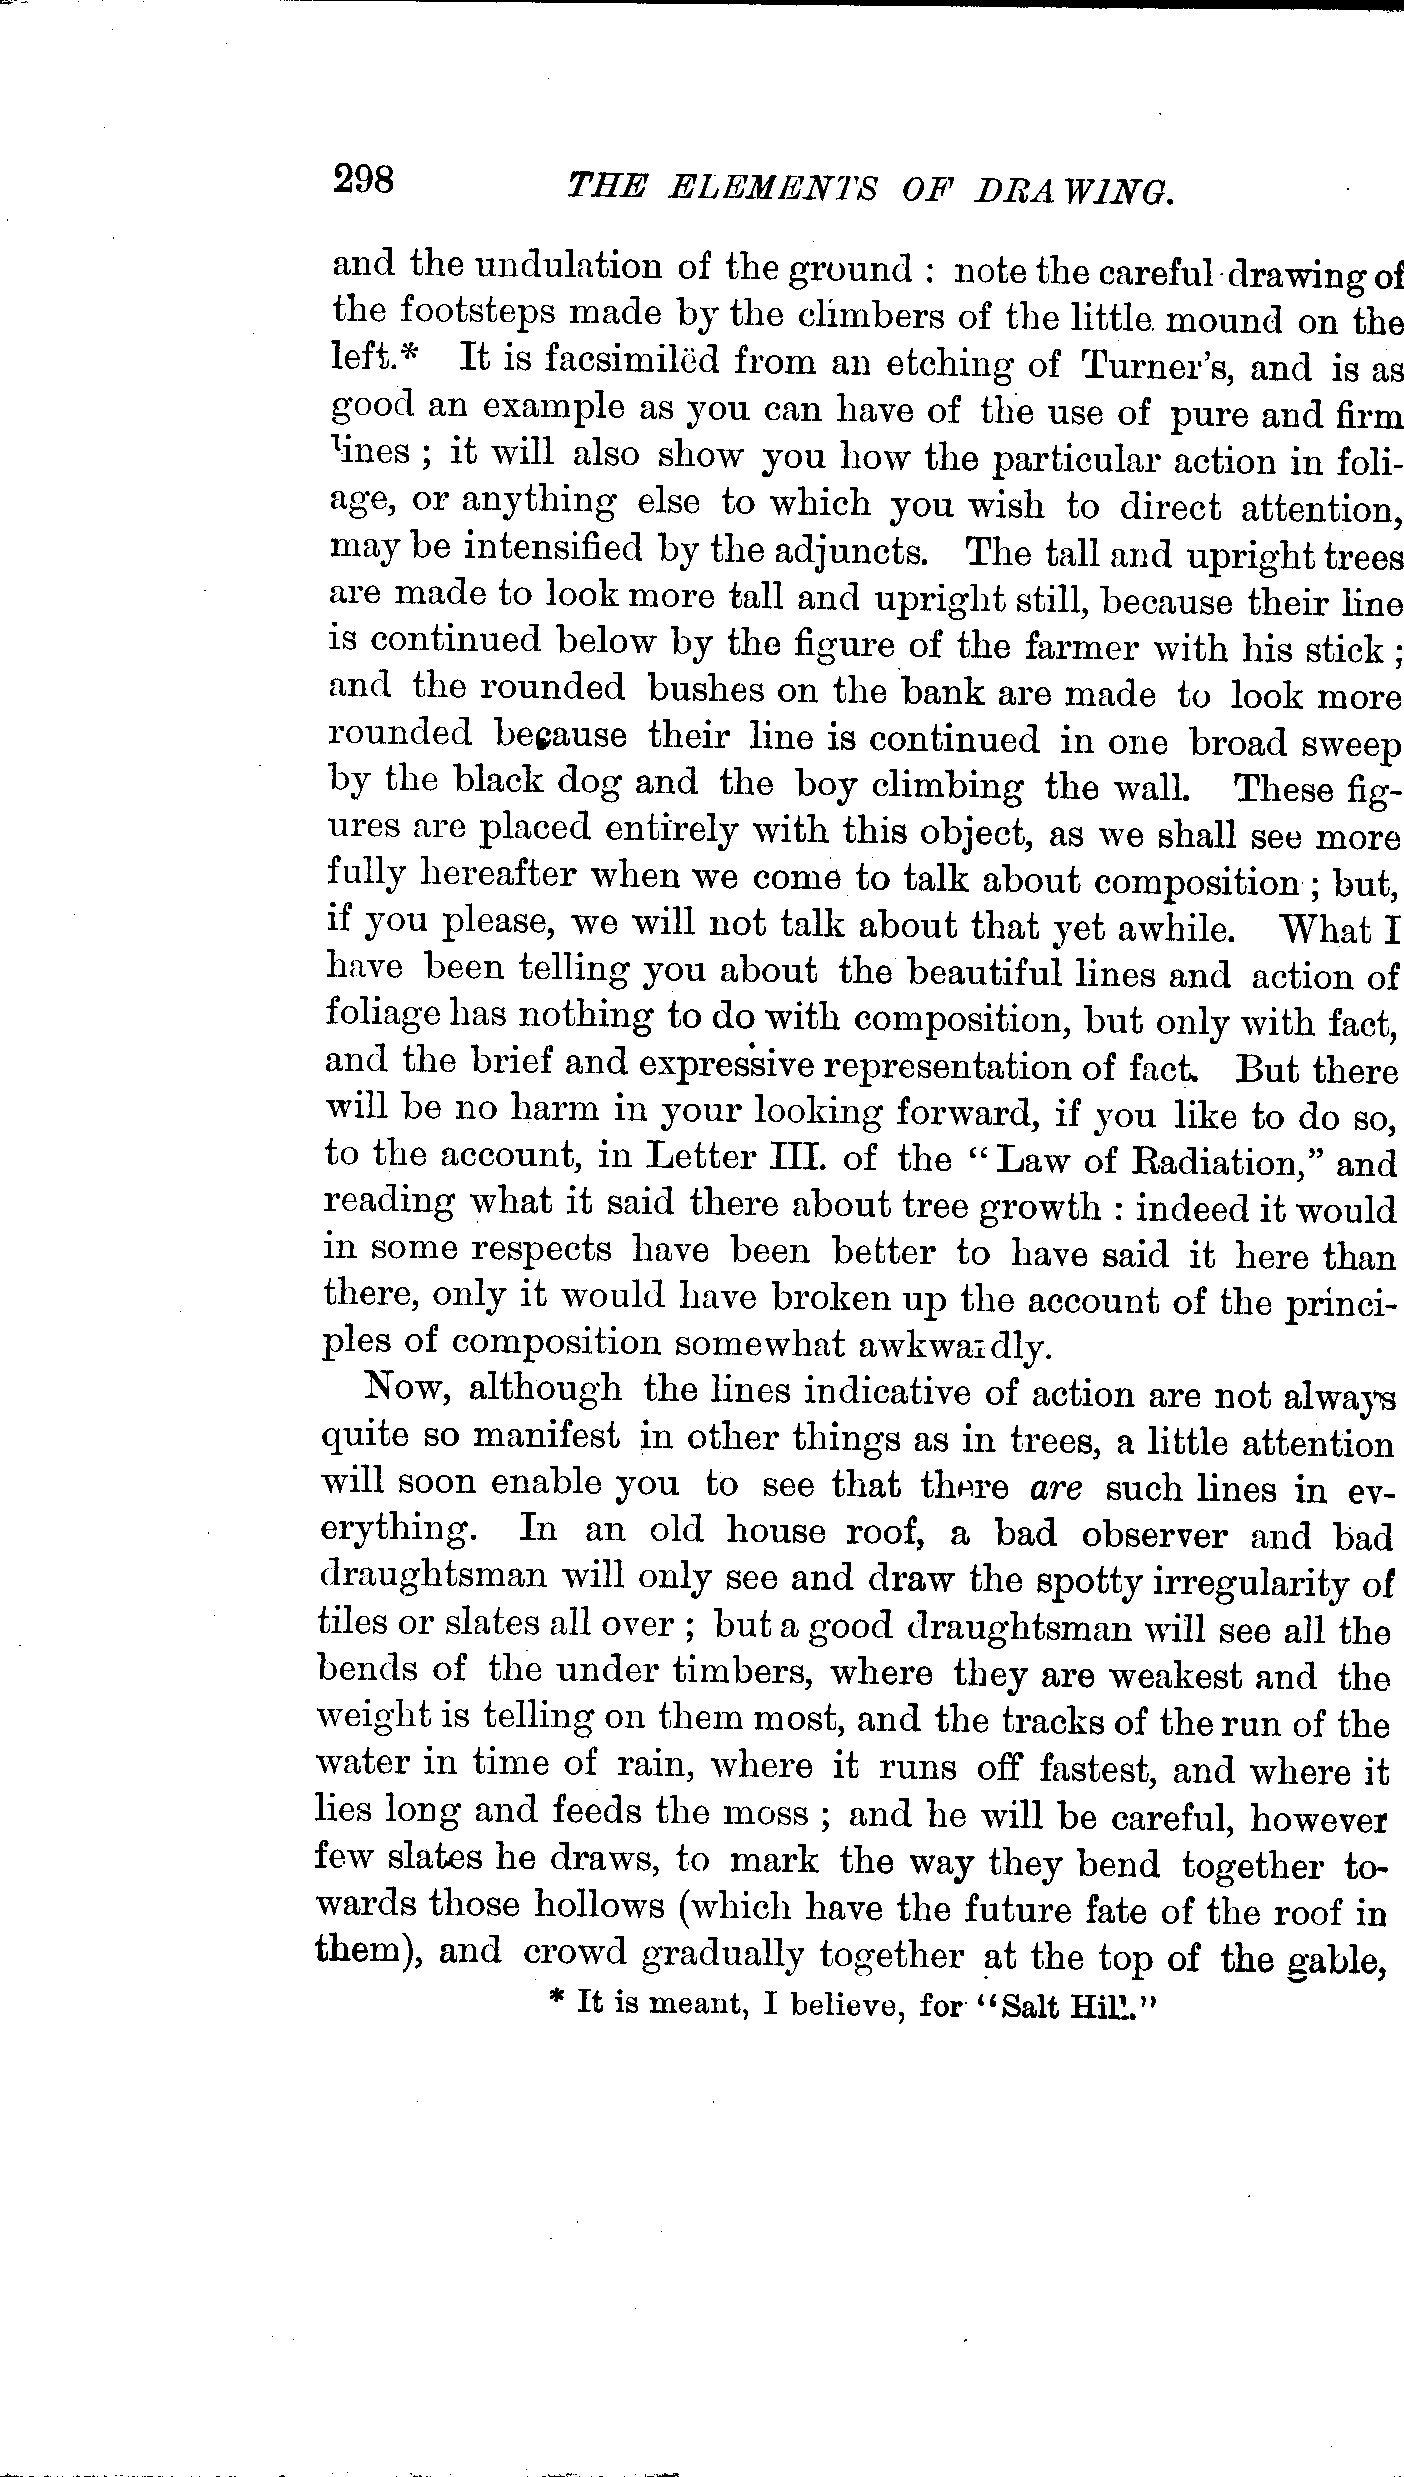 298 THE ELEMENTS OF DRAWING.
and the undulation of the ground : note the careful drawing of
the footsteps made by the climbers of the little mound on the
left.* It is facsimilëd from an etching of Turner's, and is as
good an example as you can have of the use of pure and firm
lines ; it will also show you how the particular action in foli-
age, or anything else to which you wish to direct attention,
may be intensified by the adjuncts. The tall and upright trees
are made to look more tall and upright still, because their line
is continued below by the figure of the farmer with his stick ;
and the rounded bushes on the bank are made to look more
rounded because their line is continued in one broad sweep
by the black dog and the boy climbing the wall. These fig-
ures are placed entirely with this object, as we shall see more
fully hereafter when we come to talk about composition ; but,
if you please, we will not talk about that yet awhile. What I
have been telling you about the beautiful lines and action of
foliage has nothing to do with composition, but only with fact,
and the brief and expressive representation of fact. But there
will be no harm in your looking forward, if you like to do so,
to the account, in Letter III. of the "Law of Radiation," and
reading what it said there about tree growth : indeed it would
in some respects have been better to have said it here than
there, only it would have broken up the account of the princi-
ples of composition somewhat awkwardly.
Now, although the lines indicative of action are not always
quite so manifest in other things as in trees, a little attention
will soon enable you to see that there are such lines in ev-
erything. In an old house roof, a bad observer and bad
draughtsman will only see and draw the spotty irregularity of
tiles or slates all over ; but a good draughtsman will see all the
bends of the under timbers, where they are weakest and the
weight is telling on them most, and the tracks of the run of the
water in time of rain, where it runs off fastest, and where it
lies long and feeds the moss ; and he will be careful, however
few slates he draws, to mark the way they bend together to-
wards those hollows (which have the future fate of the roof in
them), and crowd gradually together at the top of the gable,
* It is meant, I believe, for "Salt Hill."